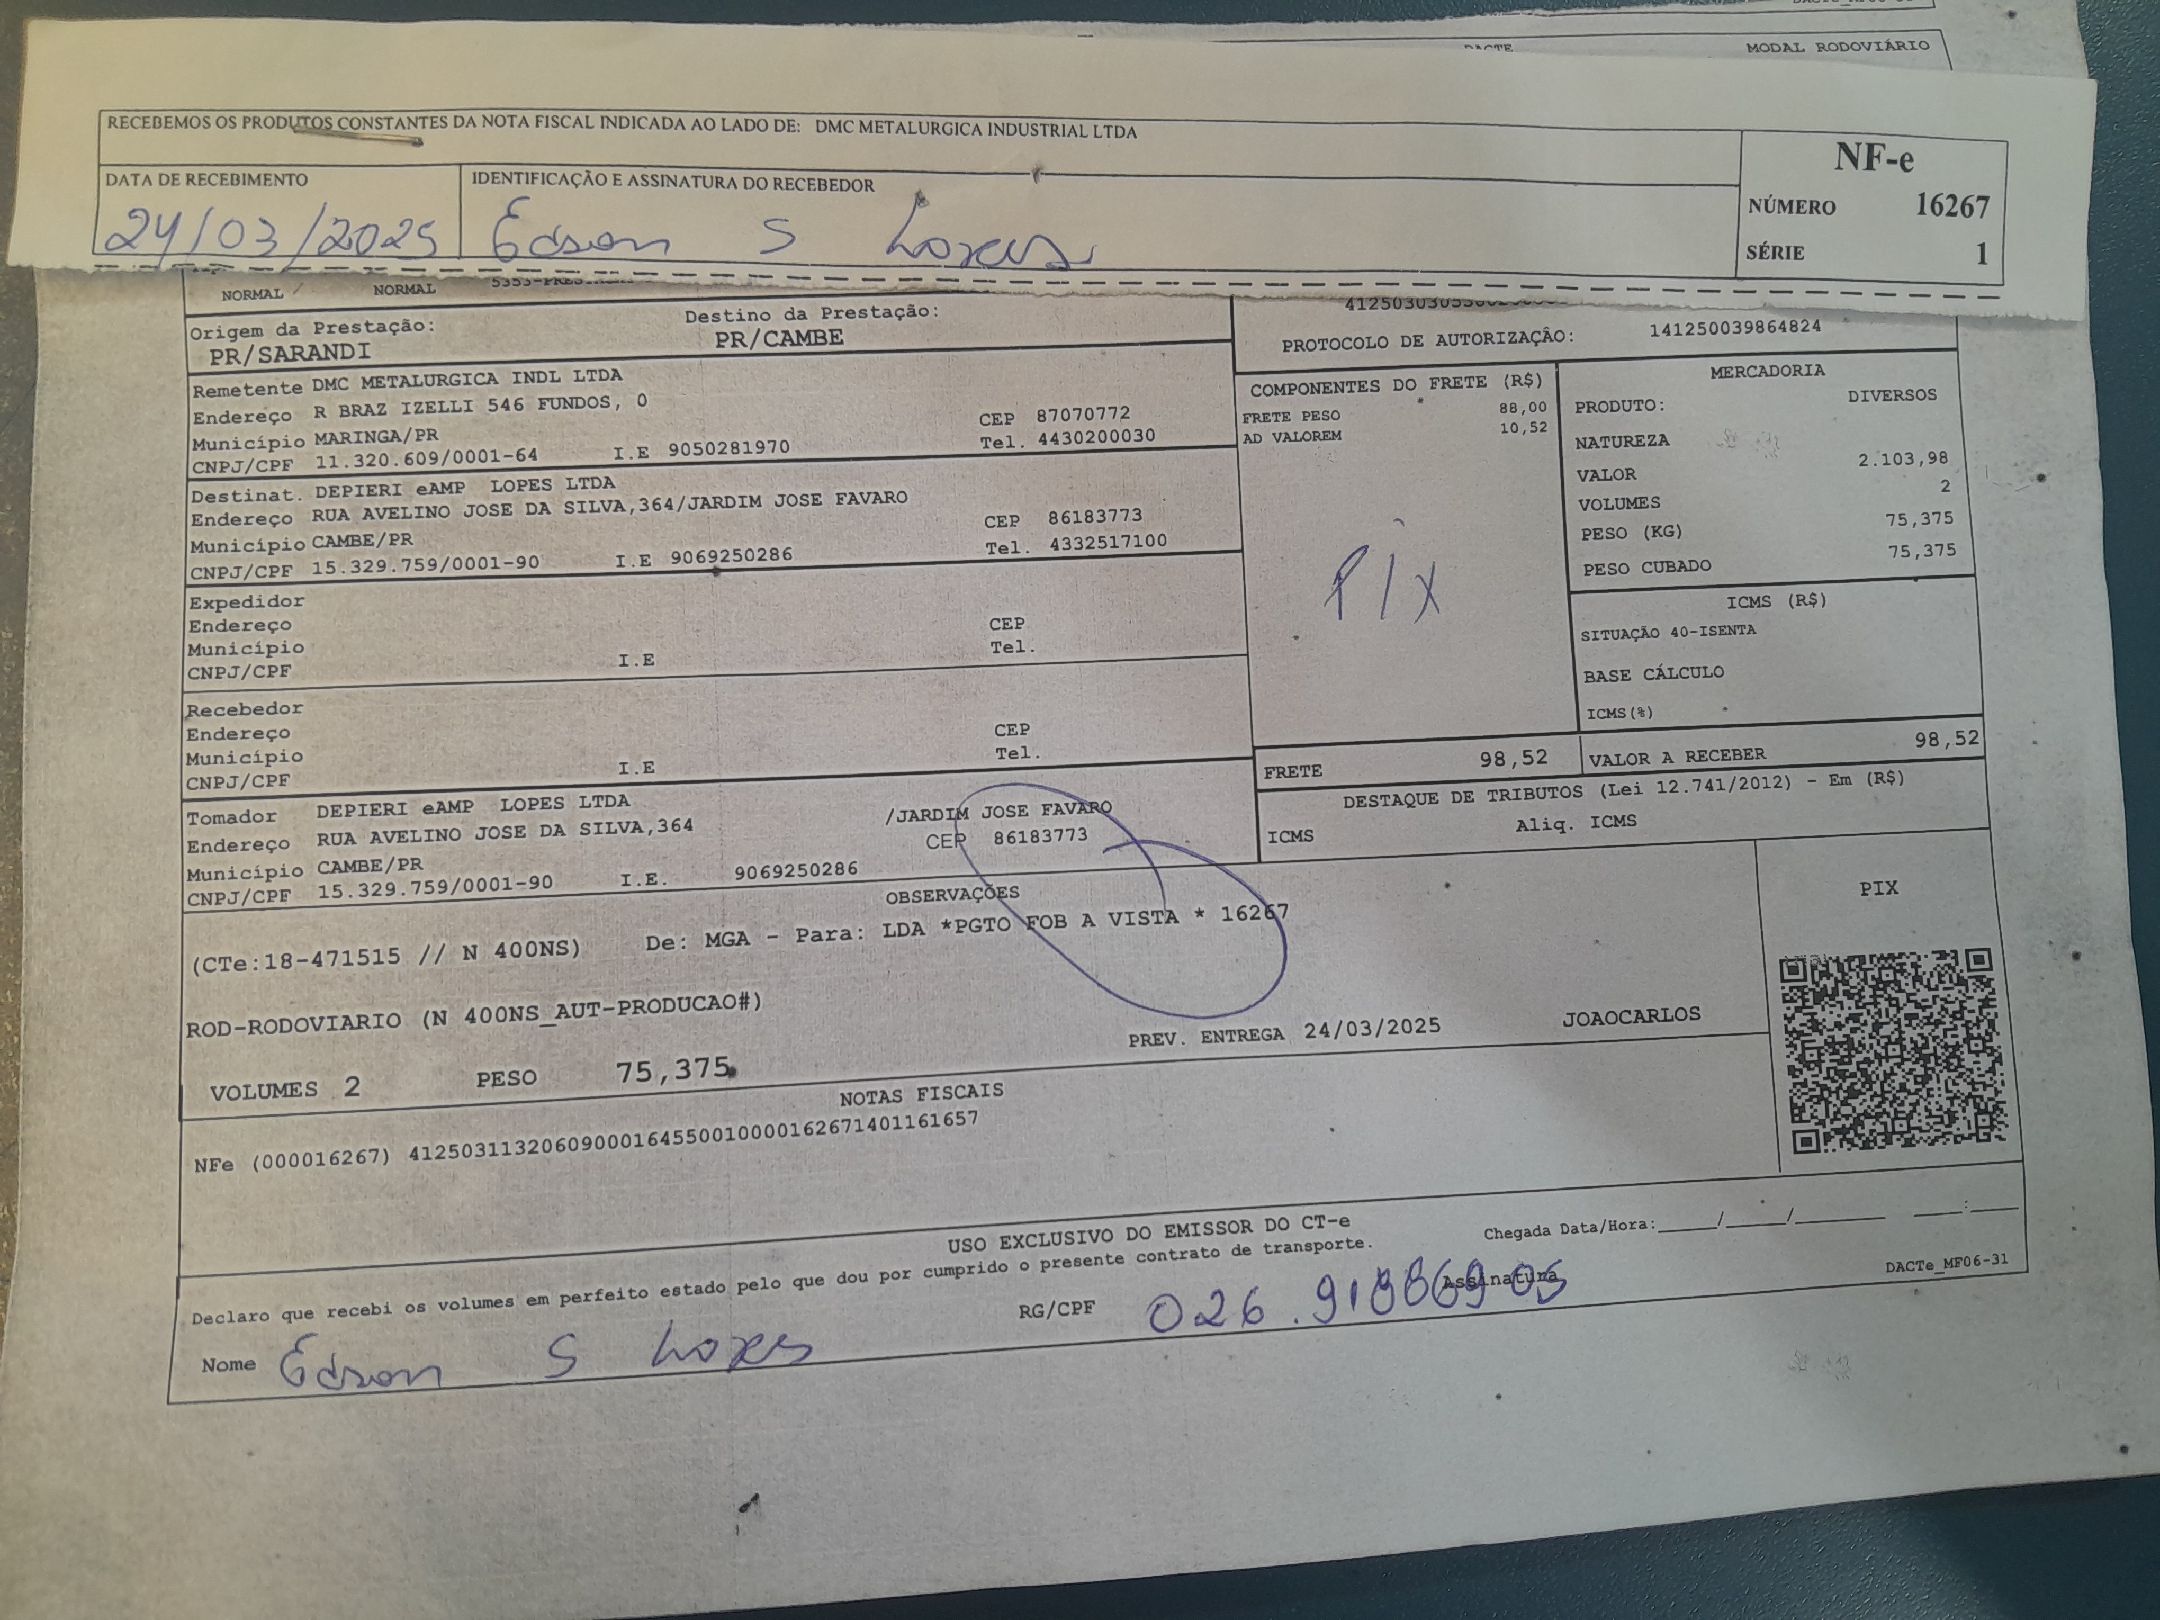 MODAL RODOVIÁRIO
RECEBEMOS OS PRODUTOS CONSTANTES DA NOTA FISCAL INDICADA AO LADO DE: DMC METALURGICA INDUSTRIAL LTDA
NF-e
NÚMERO 16267
SÉRIE 1
DATA DE RECEBIMENTO
24/03/2025
IDENTIFICAÇÃO E ASSINATURA DO RECEBEDOR
Edson S Lopes
NORMAL NORMAL
Origem da Prestação:
PR/SARANDI
Destino da Prestação:
PR/CAMBE
PROTOCOLO DE AUTORIZAÇÃO: 141250039864824
Remetente DMC METALURGICA INDL LTDA
Endereço R BRAZ IZELLI 546 FUNDOS, 0
CEP 87070772
Município MARINGA/PR
Tel. 4430200030
CNPJ/CPF 11.320.609/0001-64 I.E 9050281970
Destinat. DEPIERI eAMP LOPES LTDA
Endereço RUA AVELINO JOSE DA SILVA,364/JARDIM JOSE FAVARO
CEP 86183773
Município CAMBE/PR
Tel. 4332517100
CNPJ/CPF 15.329.759/0001-90 I.E 9069250286
Expedidor
Endereço
CEP
Município
Tel.
CNPJ/CPF I.E
Recebedor
Endereço
CEP
Município
Tel.
CNPJ/CPF I.E
Tomador DEPIERI eAMP LOPES LTDA
Endereço RUA AVELINO JOSE DA SILVA,364 /JARDIM JOSE FAVARO
Município CAMBE/PR CEP 86183773
CNPJ/CPF 15.329.759/0001-90 I.E. 9069250286
COMPONENTES DO FRETE (R$)
FRETE PESO 88,00
AD VALOREM 10,52
PIX
MERCADORIA
PRODUTO: DIVERSOS
NATUREZA
VALOR 2.103,98
VOLUMES 2
PESO (KG) 75,375
PESO CUBADO 75,375
ICMS (R$)
SITUAÇÃO 40-ISENTA
BASE CÁLCULO
ICMS(%)
FRETE 98,52
VALOR A RECEBER 98,52
DESTAQUE DE TRIBUTOS (Lei 12.741/2012) - Em (R$)
ICMS Aliq. ICMS
OBSERVAÇÕES
(CTe:18-471515 // N 400NS) De: MGA - Para: LDA *PGTO FOB A VISTA * 16267
ROD-RODOVIARIO (N 400NS_AUT-PRODUCAO#)
PREV. ENTREGA 24/03/2025 JOAOCARLOS
VOLUMES 2 PESO 75,375
PIX
NOTAS FISCAIS
NFe (000016267) 41250311320609000164550010000162671401161657
USO EXCLUSIVO DO EMISSOR DO CT-e
Declaro que recebi os volumes em perfeito estado pelo que dou por cumprido o presente contrato de transporte.
Chegada Data/Hora:____/____/______ ___:___
Nome Edson S Lopes
RG/CPF 026.918869-05
Assinatura
DACTe_MF06-31